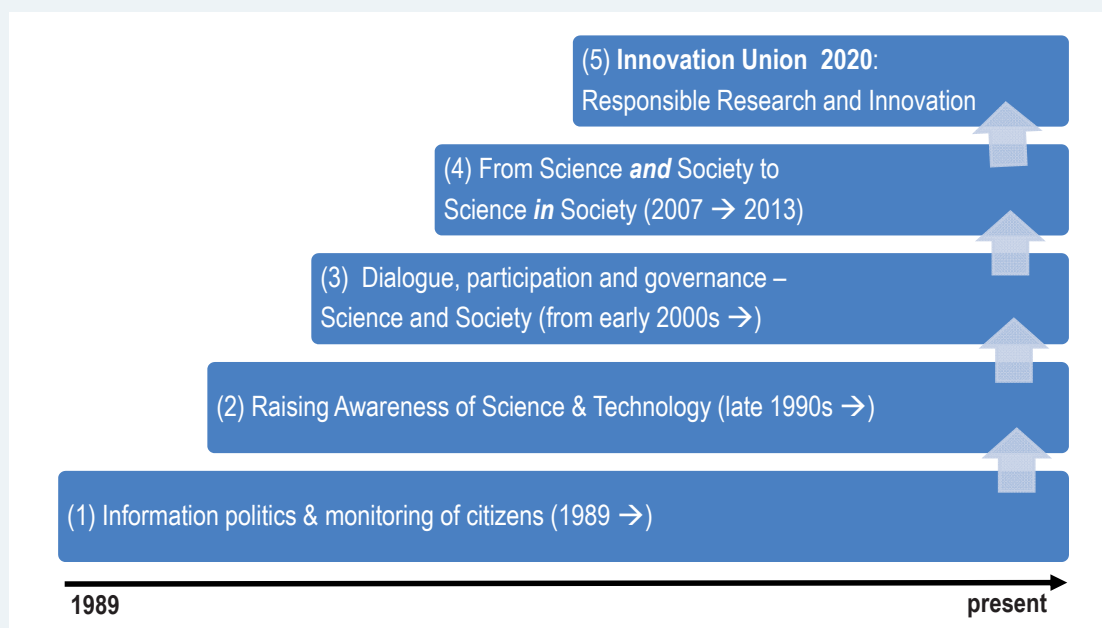 (5) Innovation Union 2020:
Responsible Research and Innovation
(4) From Science and Society to
Science in Society (2007 → 2013)
(3) Dialogue, participation and governance –
Science and Society (from early 2000s →)
(2) Raising Awareness of Science & Technology (late 1990s →)
(1) Information politics & monitoring of citizens (1989 →)
1989
present